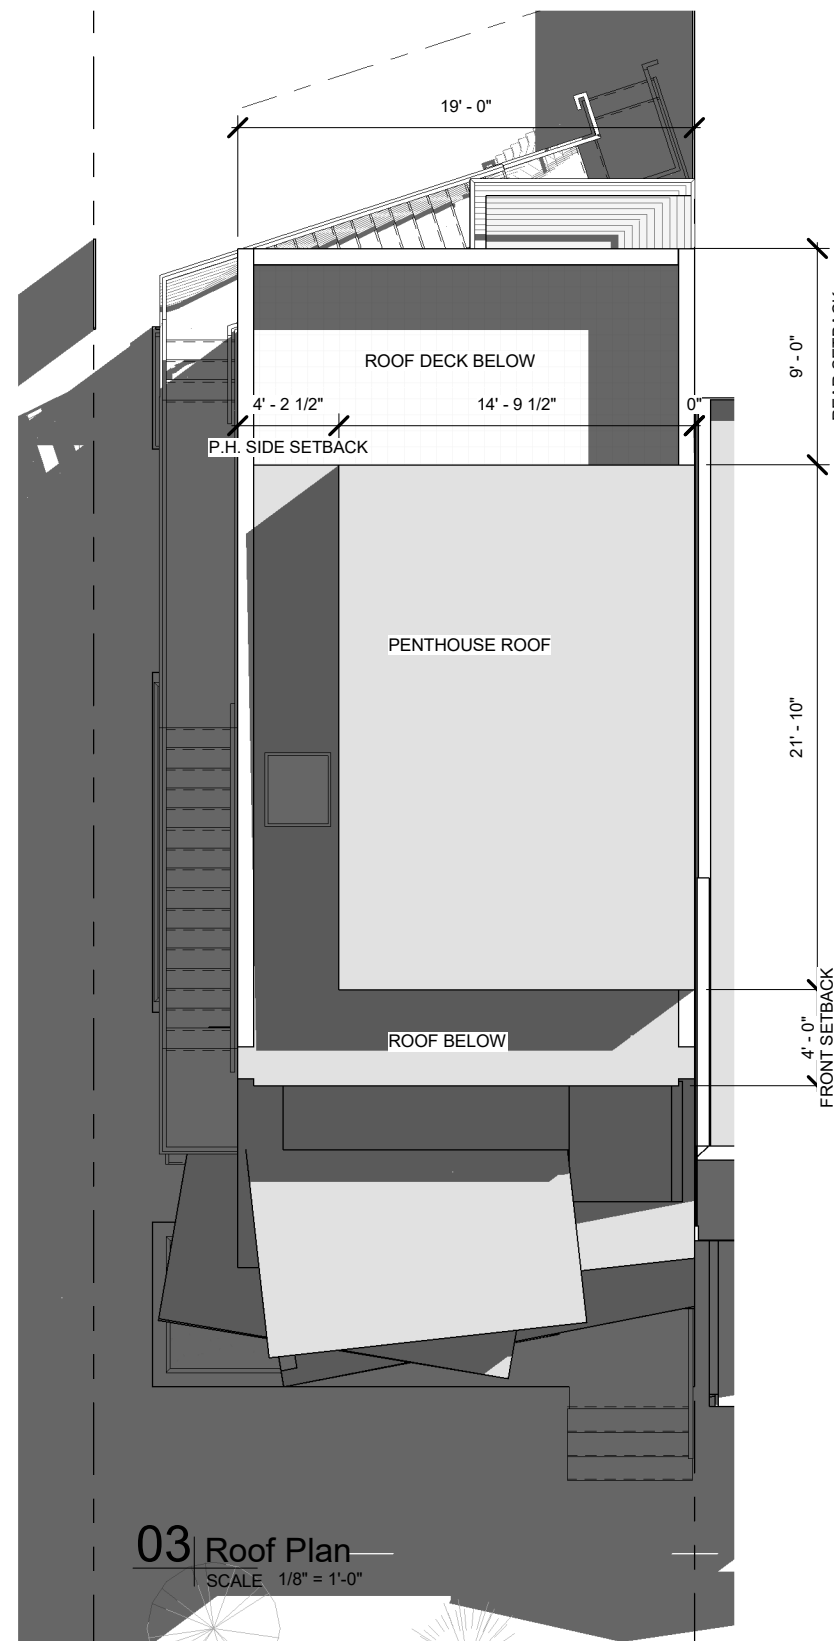 19' - 0"
9' - 0"
ROOF DECK BELOW
4' - 2 1/2"
14' - 9 1/2"
0"
P.H. SIDE SETBACK
PENTHOUSE ROOF
21' - 10"
4' - 0"
FRONT SETBACK
ROOF BELOW
03 Roof Plan
SCALE 1/8" = 1'-0"